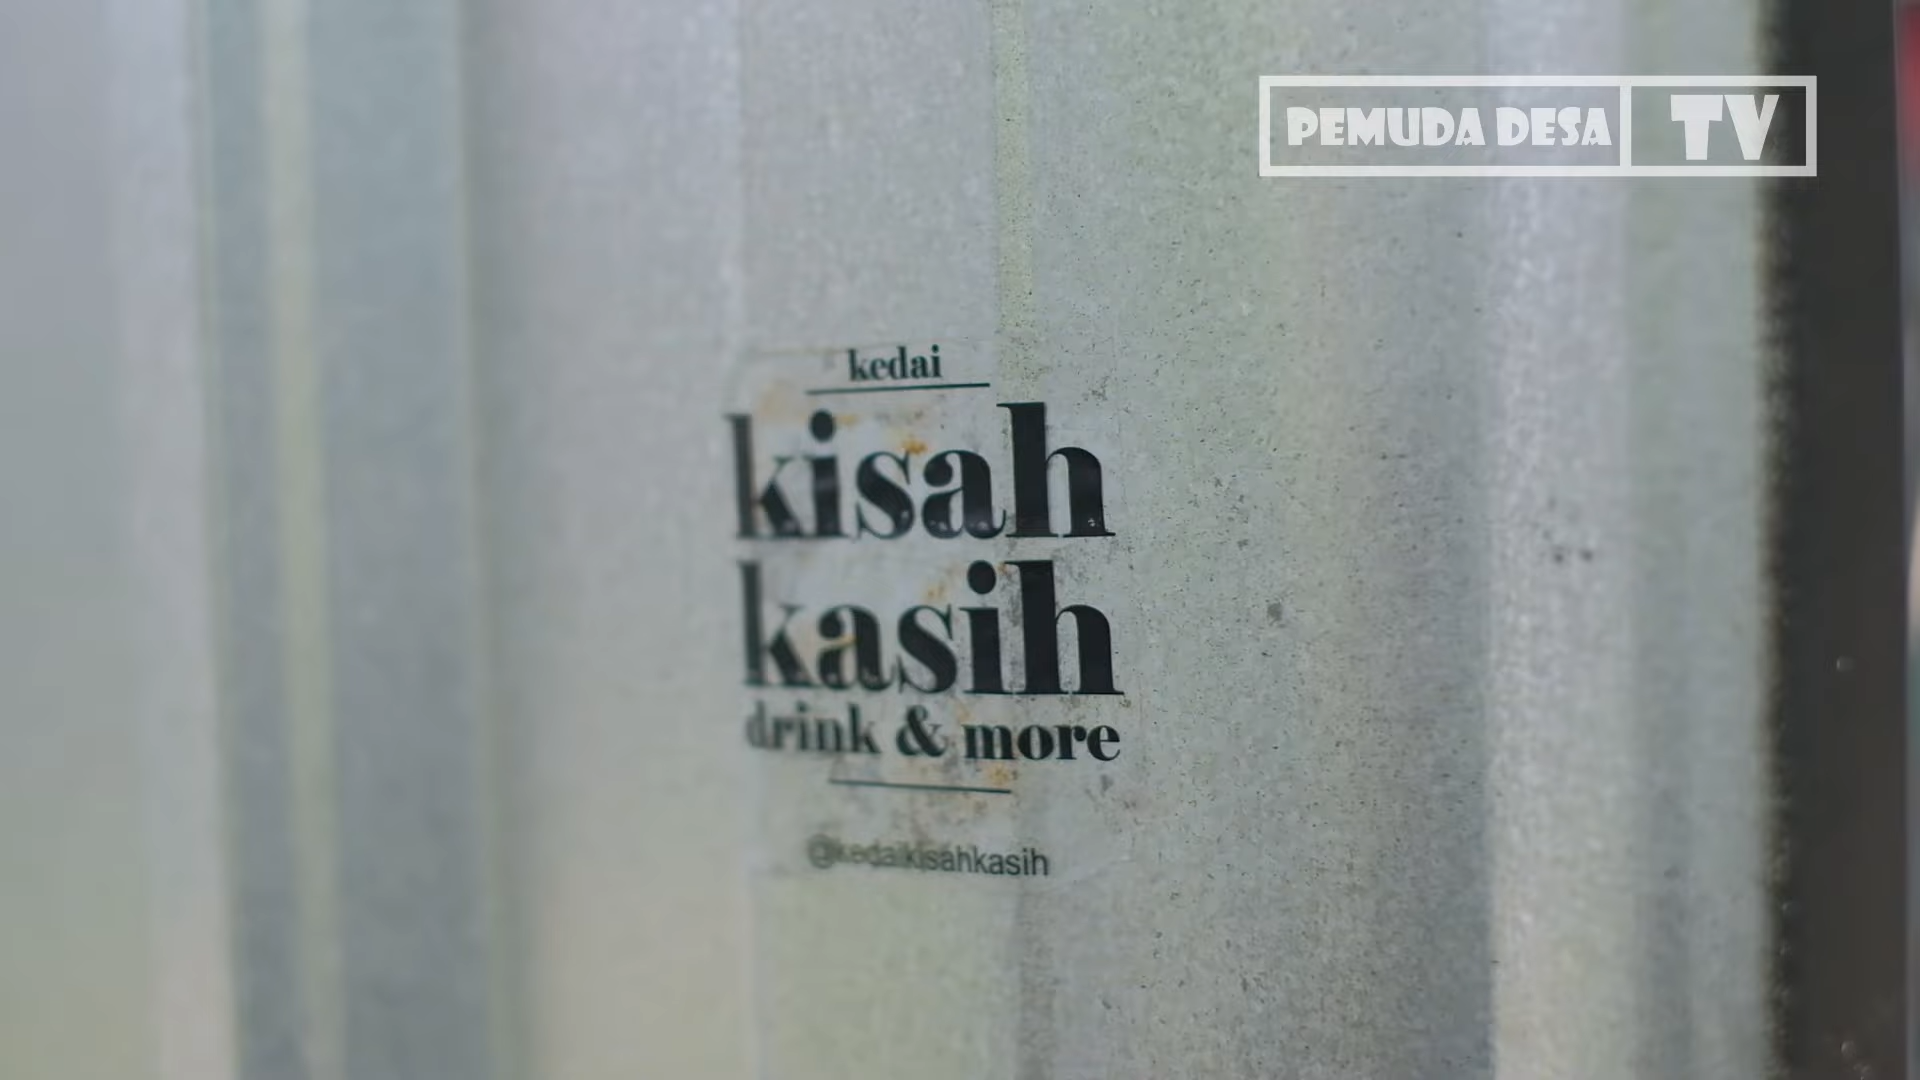 PEMUDA DESA TV
kedai
kisah
kasih
drink & more
@kedaikisahkasih